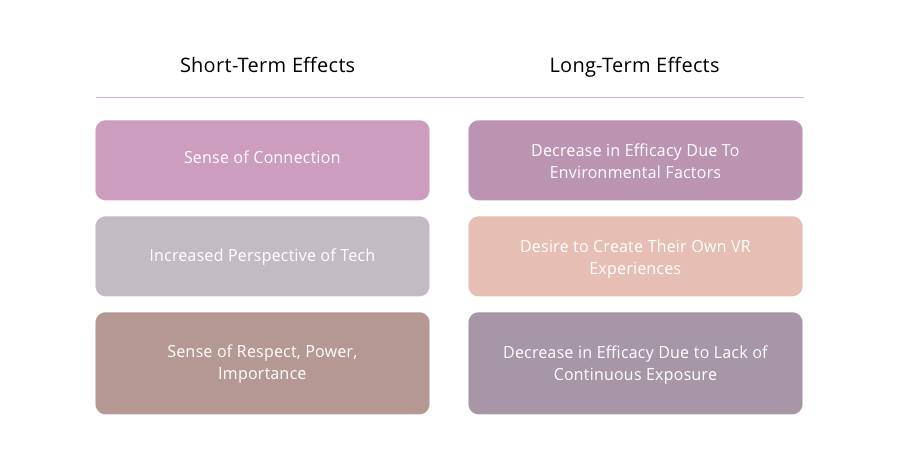 Short-Term Effects
Long-Term Effects
Sense of Connection
Decrease in Efficacy Due To
Environmental Factors
Increased Perspective of Tech
Desire to Create Their Own VR
Experiences
Sense of Respect, Power,
Importance
Decrease in Efficacy Due to Lack of
Continuous Exposure